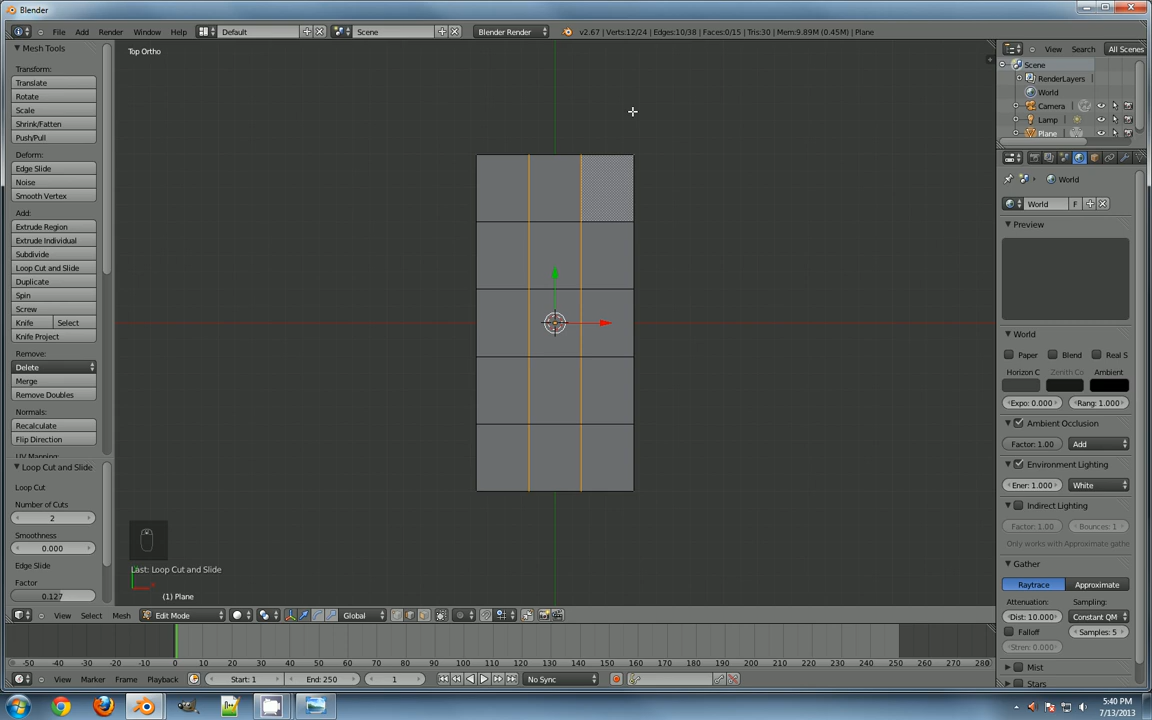 Blender
File Add Render Window Help Default Scene Blender Render v2.67 | Verts:12/24 | Edges:10/38 | Faces:0/15 | Tris:30 | Mem:9.89M (0.45M) | Plane
Mesh Tools
Top Ortho
View Search All Scenes
Transform:
Translate
Rotate
Scale
Shrink/Fatten
Push/Pull
Deform:
Edge Slide
Noise
Smooth Vertex
Add:
Extrude Region
Extrude Individual
Subdivide
Loop Cut and Slide
Duplicate
Spin
Screw
Knife Select
Knife Project
Remove:
Delete
Merge
Remove Doubles
Normals:
Recalculate
Flip Direction
UV Mapping:
Loop Cut and Slide
Loop Cut
Number of Cuts
2
Smoothness
0.000
Edge Slide
Factor
0.127
Last: Loop Cut and Slide
(1) Plane
Scene
RenderLayers
World
Camera
Lamp
Plane
World
World F
Preview
World
Paper Blend Real S
Horizon C Zenith Co Ambient
Expo: 0.000 Rang: 1.000
Ambient Occlusion
Factor: 1.00 Add
Environment Lighting
Ener: 1.000 White
Indirect Lighting
Factor: 1.00 Bounces: 1
Only works with Approximate gathe
Gather
Raytrace Approximate
Attenuation: Sampling:
Dist: 10.000 Constant QM
Falloff Samples: 5
Stren: 0.000
Mist
Stars
View Select Mesh Edit Mode Global
-50 -40 -30 -20 -10 0 10 20 30 40 50 60 70 80 90 100 110 120 130 140 150 160 170 180 190 200 210 220 230 240 250 260 270 280
View Marker Frame Playback Start: 1 End: 250 1 No Sync
5:40 PM
7/13/2013